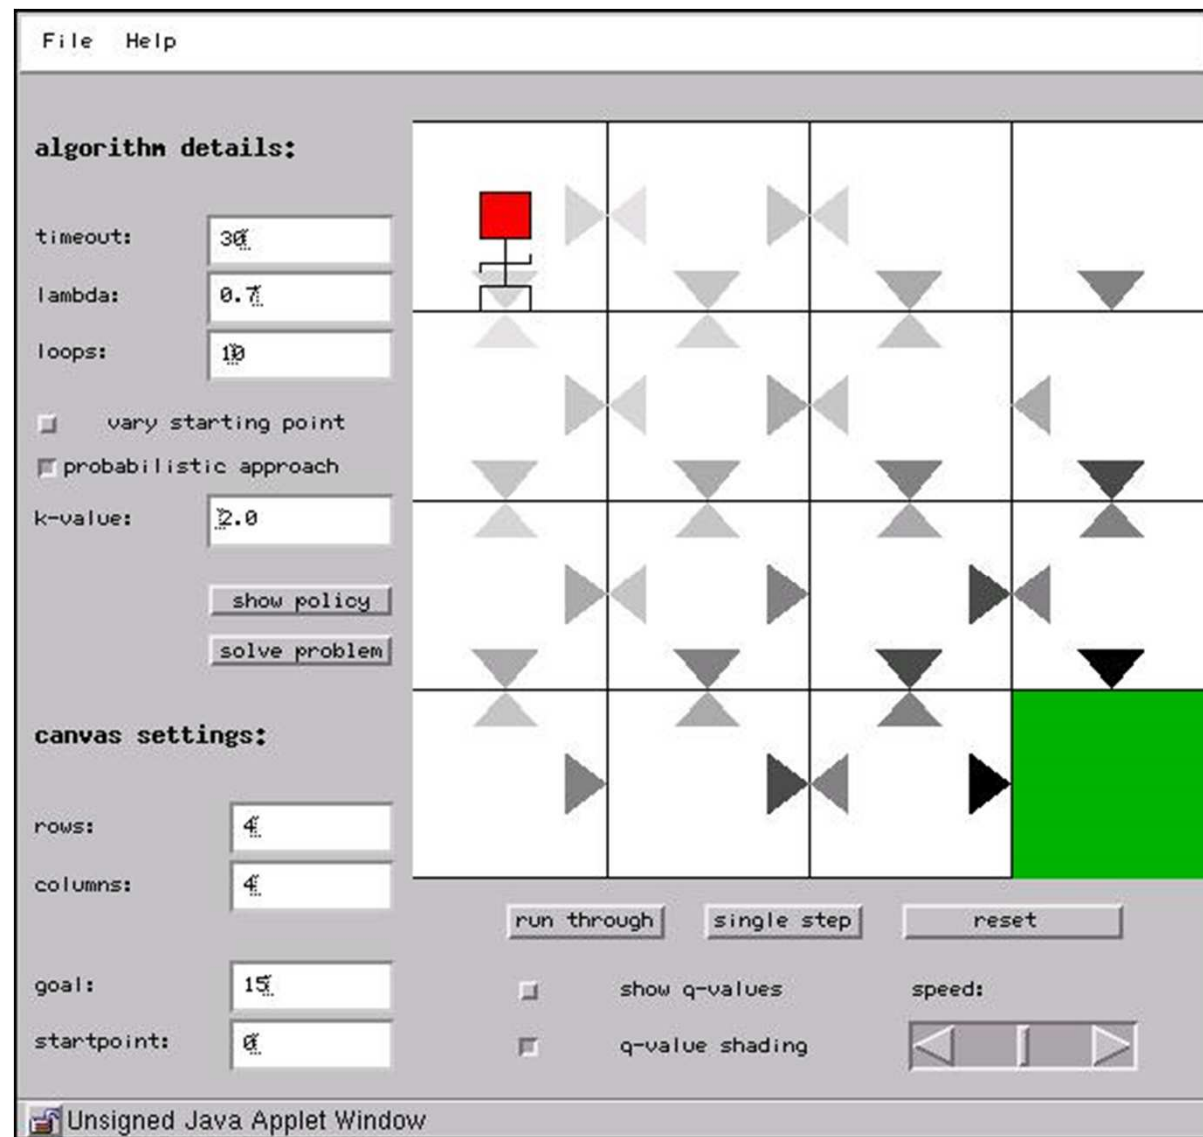 File Help
algorithm details:
timeout: 30
lambda: 0.7
loops: 10
vary starting point
probabilistic approach
k-value: 2.0
show policy
solve problem
canvas settings:
rows: 4
columns: 4
run through single step reset
goal: 15 show q-values speed:
startpoint: 0 q-value shading
Unsigned Java Applet Window